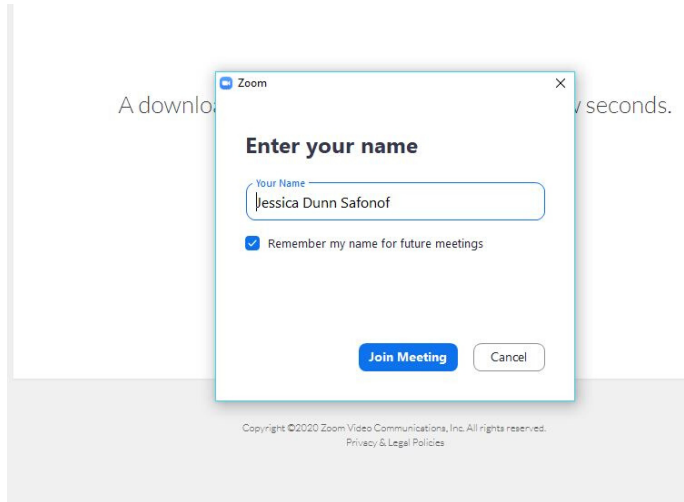 Zoom
A downlo
seconds.
Enter your name
Your Name
Jessica Dunn Safonof
Remember my name for future meetings
Join Meeting
Cancel
Copyright ©2020 Zoom Video Communications, Inc. All rights reserved.
Privacy & Legal Policies